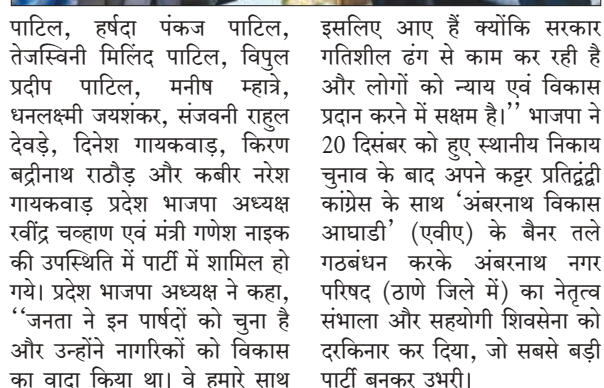 पाटिल, हर्षदा पंकज पाटिल,
तेजस्विनी मिलिंद पाटिल, विपुल
प्रदीप पाटिल, मनीष म्हात्रे,
धनलक्ष्मी जयशंकर, संजवनी राहुल
देवड़े, दिनेश गायकवाड़, किरण
बद्रीनाथ राठौड़ और कबीर नरेश
गायकवाड़ प्रदेश भाजपा अध्यक्ष
रवींद्र चव्हाण एवं मंत्री गणेश नाइक
की उपस्थिति में पार्टी में शामिल हो
गये। प्रदेश भाजपा अध्यक्ष ने कहा,
‘‘जनता ने इन पार्षदों को चुना है
और उन्होंने नागरिकों को विकास
का वादा किया था। वे हमारे साथ
इसलिए आए हैं क्योंकि सरकार
गतिशील ढंग से काम कर रही है
और लोगों को न्याय एवं विकास
प्रदान करने में सक्षम है।’’ भाजपा ने
20 दिसंबर को हुए स्थानीय निकाय
चुनाव के बाद अपने कट्टर प्रतिद्वंद्वी
कांग्रेस के साथ ‘अंबरनाथ विकास
आघाडी’ (एवीए) के बैनर तले
गठबंधन करके अंबरनाथ नगर
परिषद (ठाणे जिले में) का नेतृत्व
संभाला और सहयोगी शिवसेना को
दरकिनार कर दिया, जो सबसे बड़ी
पार्टी बनकर उभरी।